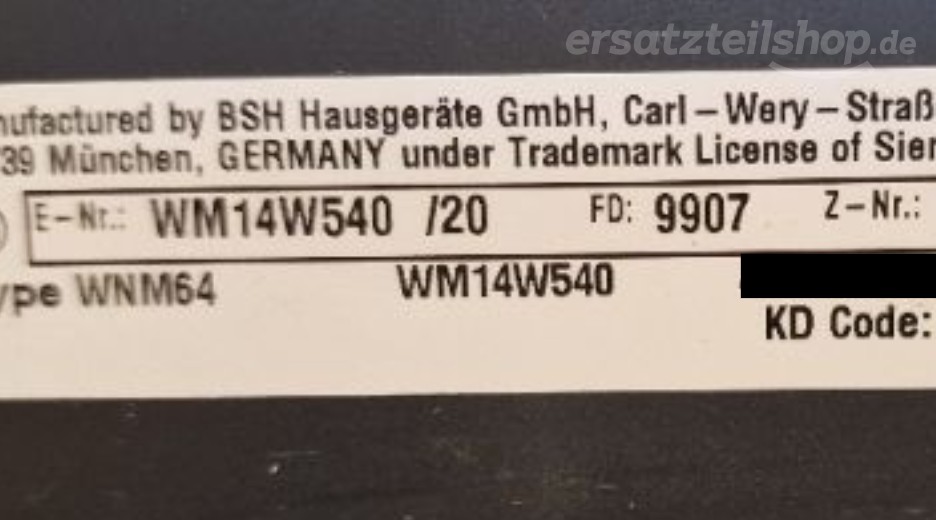 ersatzteilshop.de
nufactured by BSH Hausgeräte GmbH, Carl–Wery–Straß
39 München, GERMANY under Trademark License of Sie
E–Nr.: WM14W540 /20 FD: 9907 Z–Nr.:
ype WNM64 WM14W540
KD Code: